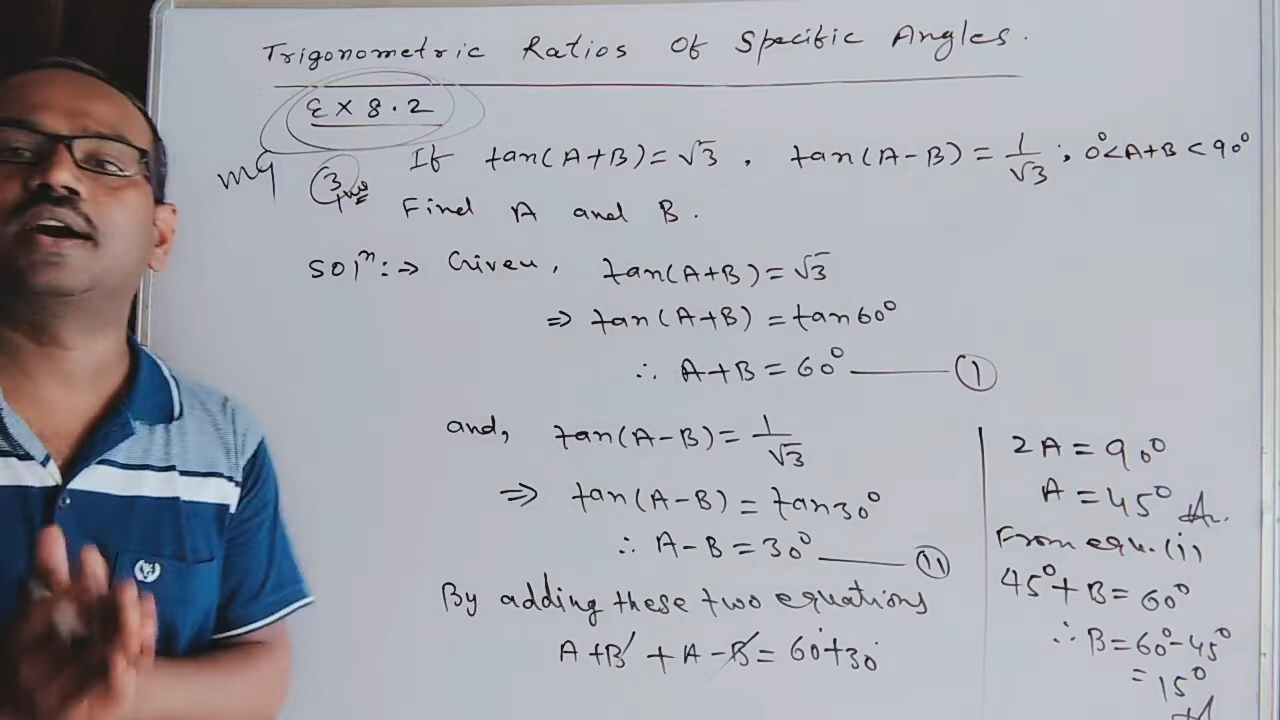 Trigonometric Ratios Of Specific Angles.
EX 8.2
If tan(A+B) = √3 , tan(A-B) = 1/√3 ; 0°<A+B<90°
③ Find A and B.
Solⁿ:→ Given, tan(A+B) = √3
⇒ tan(A+B) = tan60°
∴ A+B = 60° ——— ①
and, tan(A-B) = 1/√3
⇒ tan(A-B) = tan30°
∴ A-B = 30° ——— ⑪
By adding these two equations
A+B + A-B = 60°+30°
2A = 90°
A = 45°
From equ.(i)
45°+B = 60°
∴ B = 60°-45°
= 15°